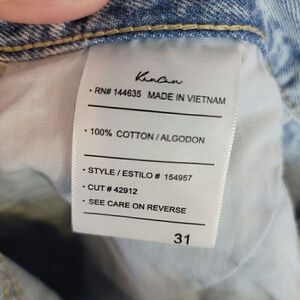 KanCan
• RN# 144635 MADE IN VIETNAM
• 100% COTTON / ALGODON
• STYLE / ESTILO # 154957
• CUT # 42912
• SEE CARE ON REVERSE
31